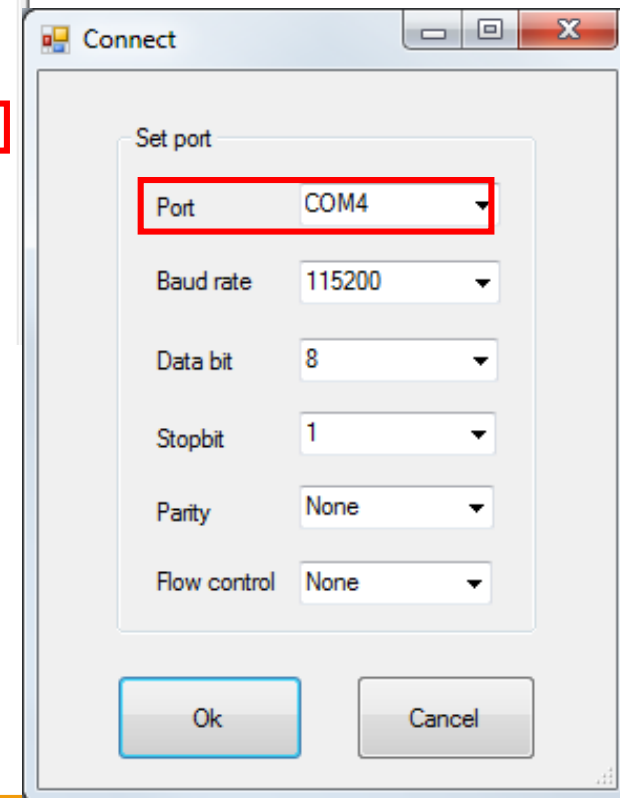 Connect
Set port
Port COM4
Baud rate 115200
Data bit 8
Stopbit 1
Parity None
Flow control None
Ok Cancel